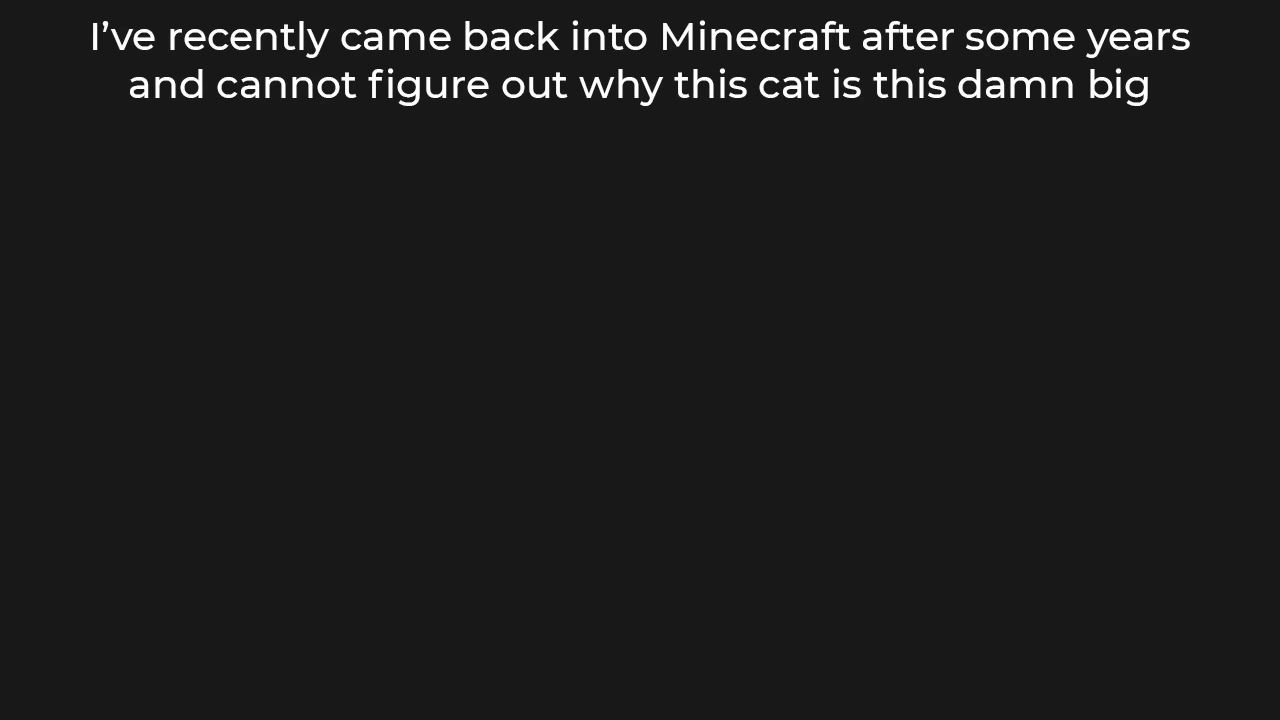 I’ve recently came back into Minecraft after some years
and cannot figure out why this cat is this damn big